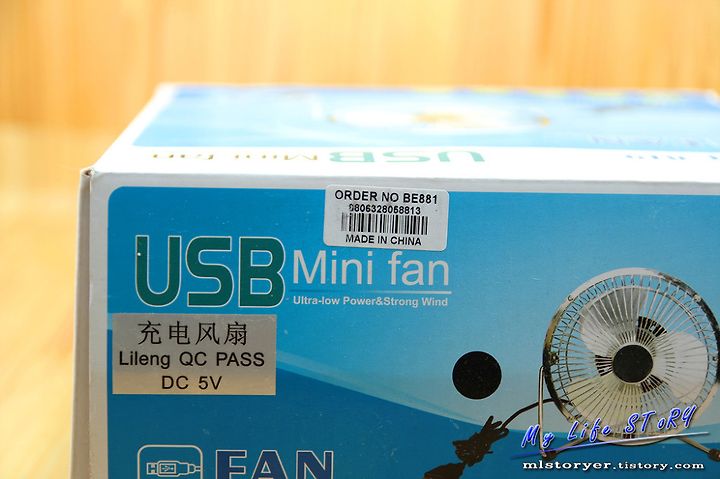 USB Mini Fan
ORDER NO BE881
8806328058813
MADE IN CHINA
USB Mini fan
Ultra-low Power&Strong Wind
充电风扇
Lileng QC PASS
DC 5V
FAN
My Life SToRY
mlstoryer.tistory.com